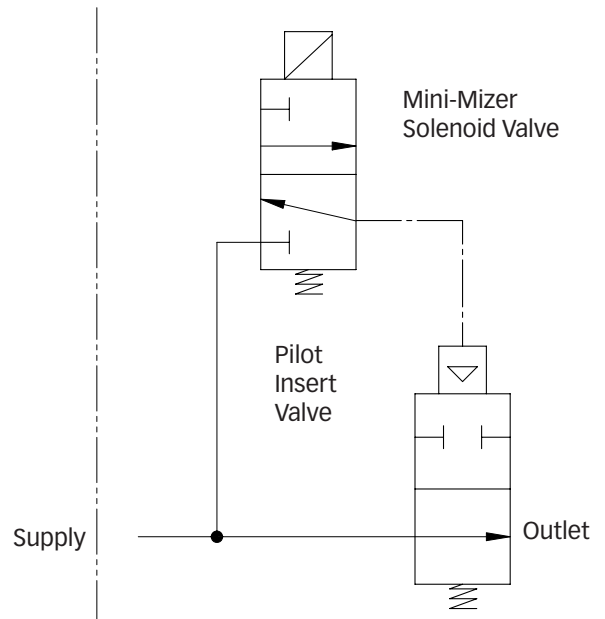 Mini-Mizer
Solenoid Valve
Pilot
Insert
Valve
Supply
Outlet